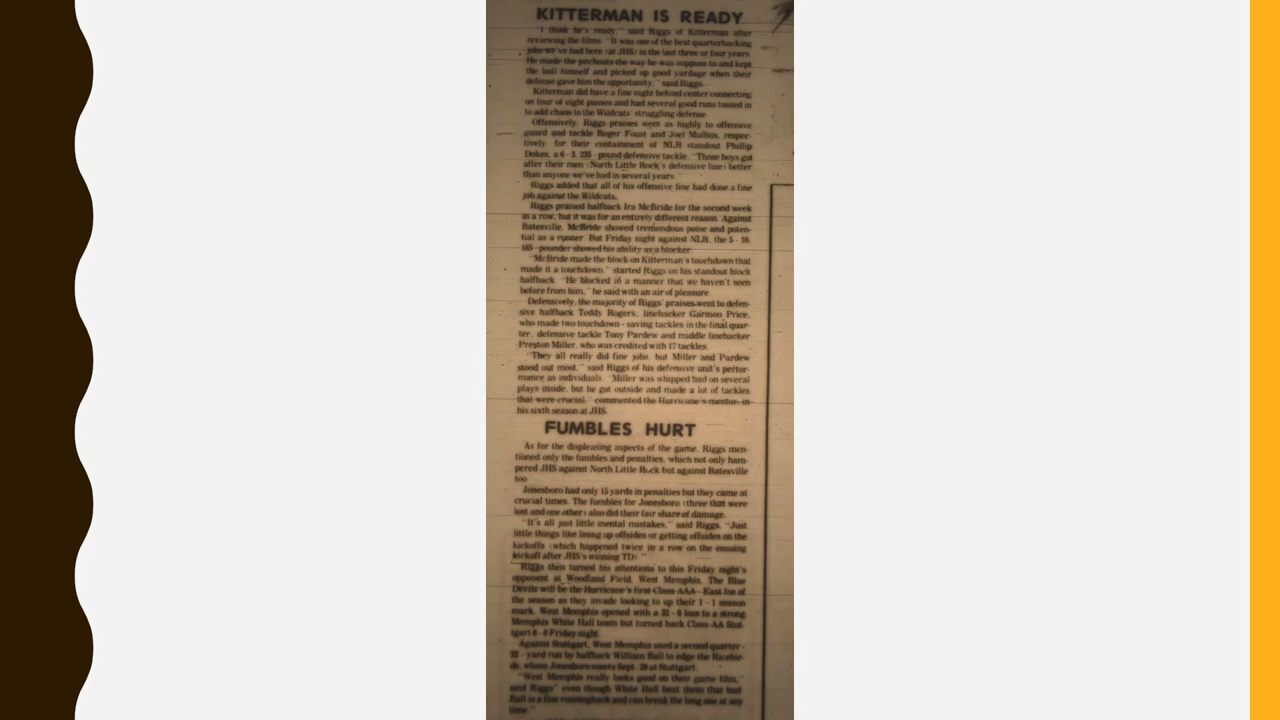 KITTERMAN IS READY
"I think he's ready," said Riggs of Kitterman after
reviewing the films. "It was one of the best quarterbacking
jobs we've had here (at JHS) in the last three or four years.
He made the pitchouts the way he was suppose to and kept
the ball himself and picked up good yardage when their
defense gave him the opportunity," said Riggs.
Kitterman did have a fine night behind center connecting
on four of eight passes and had several good runs tossed in
to add chaos to the Wildcats' struggling defense.
Offensively, Riggs praises went as highly to offensive
guard and tackle Roger Foust and Joel Mullins, respec-
tively, for their containment of NLR standout Phillip
Dokes, a 6 - 3, 235 - pound defensive tackle. "Those boys got
after their men (North Little Rock's defensive line) better
than anyone we've had in several years."
Riggs added that all of his offensive line had done a fine
job against the Wildcats.
Riggs praised halfback Ira McBride for the second week
in a row, but it was for an entirely different reason. Against
Batesville, McBride showed tremendous poise and poten-
tial as a runner. But Friday night against NLR, the 5 - 10,
185 - pounder showed his ability as a blocker.
"McBride made the block on Kitterman's touchdown that
made it a touchdown," started Riggs on his standout block
halfback. "He blocked in a manner that we haven't seen
before from him," he said with an air of pleasure.
Defensively, the majority of Riggs' praises went to defen-
sive halfback Teddy Rogers, linebacker Garmon Price,
who made two touchdown - saving tackles in the final quar-
ter, defensive tackle Tony Pardew and middle linebacker
Preston Miller, who was credited with 17 tackles.
"They all really did fine jobs, but Miller and Pardew
stood out most," said Riggs of his defensive unit's perfor-
mance as individuals. "Miller was whipped bad on several
plays inside, but he got outside and made a lot of tackles
that were crucial," commented the Hurricane's mentor in
his sixth season at JHS.
FUMBLES HURT
As for the displeasing aspects of the game, Riggs men-
tioned only the fumbles and penalties, which not only ham-
pered JHS against North Little Rock but against Batesville
too.
Jonesboro had only 15 yards in penalties but they came at
crucial times. The fumbles for Jonesboro (three that were
lost and one other) also did their fair share of damage.
"It's all just little mental mistakes," said Riggs. "Just
little things like lining up offsides or getting offsides on the
kickoffs (which happened twice in a row on the ensuing
kickoff after JHS's winning TD)."
Riggs then turned his attentions to this Friday night's
opponent at Woodland Field, West Memphis. The Blue
Devils will be the Hurricane's first Class AAA - East foe of
the season as they invade looking to up their 1 - 1 season
mark. West Memphis opened with a 32 - 6 loss to a strong
Memphis White Hall team but turned back Class AA Stut-
tgart 6 - 0 Friday night.
Against Stuttgart, West Memphis used a second quarter -
32 - yard run by halfback William Ball to edge the Ricebir-
ds, whom Jonesboro meets Sept. 29 at Stuttgart.
"West Memphis really looks good on their game film,"
said Riggs" even though White Hall beat them that bad.
Ball is a fine runningback and can break the long one at any
time."